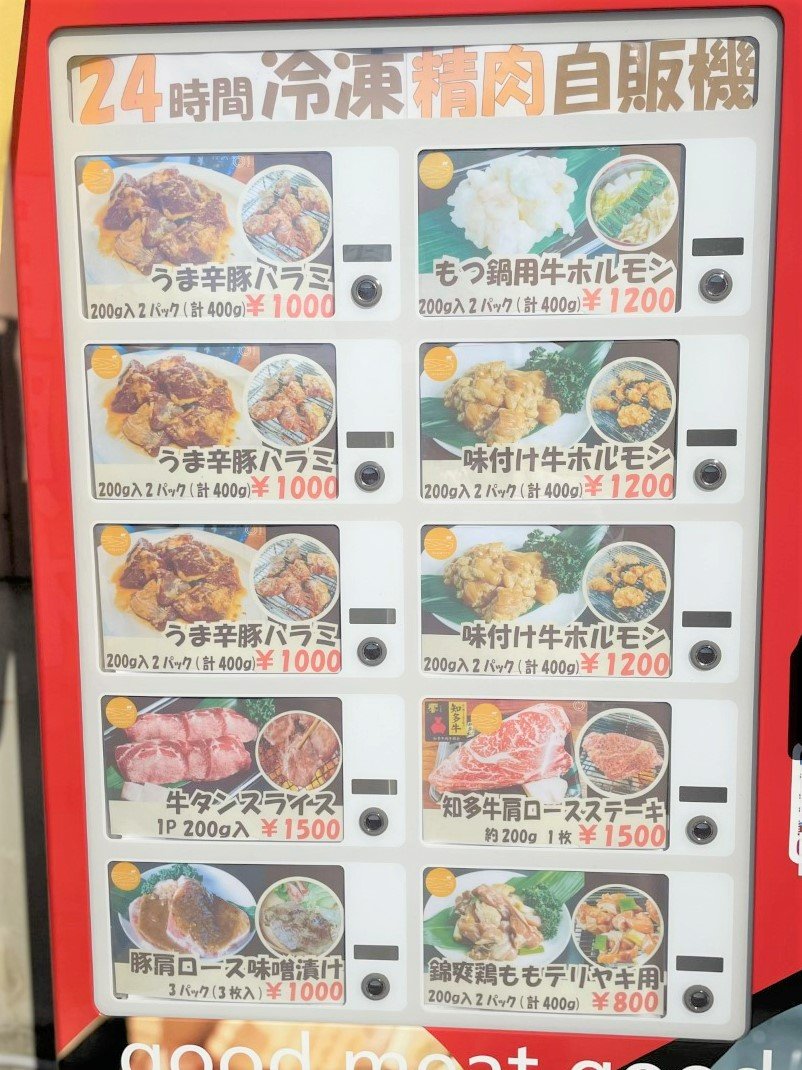 24時間冷凍精肉自販機
うま辛豚ハラミ
200g入2パック(計400g)¥1000
もつ鍋用牛ホルモン
200g入2パック(計400g)¥1200
うま辛豚ハラミ
200g入2パック(計400g)¥1000
味付け牛ホルモン
200g入2パック(計400g)¥1200
うま辛豚ハラミ
200g入2パック(計400g)¥1000
味付け牛ホルモン
200g入2パック(計400g)¥1200
牛タンスライス
1P 200g入 ¥1500
知多牛
知多牛肩ロースステーキ
約200g 1枚 ¥1500
豚肩ロース味噌漬け
3パック(3枚入)¥1000
錦爽鶏ももテリヤキ用
200g入2パック(計400g) ¥800
good meat good